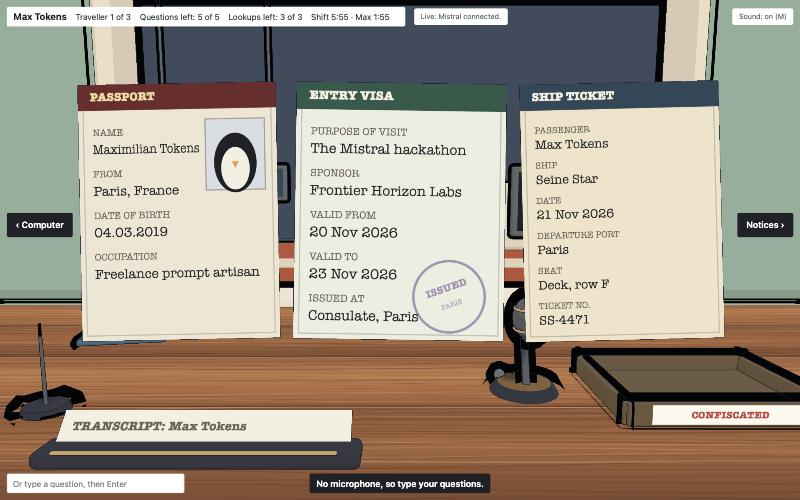 Max Tokens Traveller 1 of 3 Questions left: 5 of 5 Lookups left: 3 of 3 Shift 5:55 · Max 1:55
Live: Mistral connected.
Sound: on (M)
PASSPORT
NAME
Maximilian Tokens
FROM
Paris, France
DATE OF BIRTH
04.03.2019
OCCUPATION
Freelance prompt artisan
ENTRY VISA
PURPOSE OF VISIT
The Mistral hackathon
SPONSOR
Frontier Horizon Labs
VALID FROM
20 Nov 2026
VALID TO
23 Nov 2026
ISSUED AT
Consulate, Paris
ISSUED
PARIS
SHIP TICKET
PASSENGER
Max Tokens
SHIP
Seine Star
DATE
21 Nov 2026
DEPARTURE PORT
Paris
SEAT
Deck, row F
TICKET NO.
SS-4471
‹ Computer
Notices ›
CONFISCATED
TRANSCRIPT: Max Tokens
Or type a question, then Enter
No microphone, so type your questions.